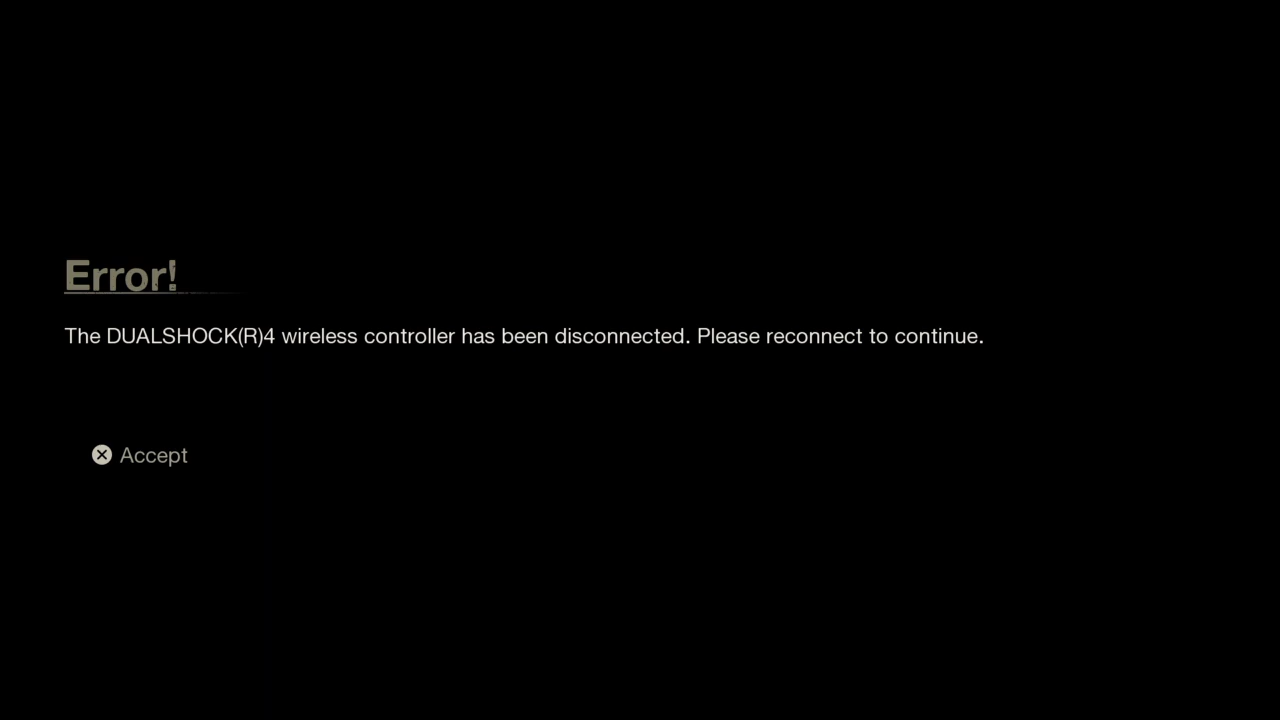 Error!
The DUALSHOCK(R)4 wireless controller has been disconnected. Please reconnect to continue.
Accept